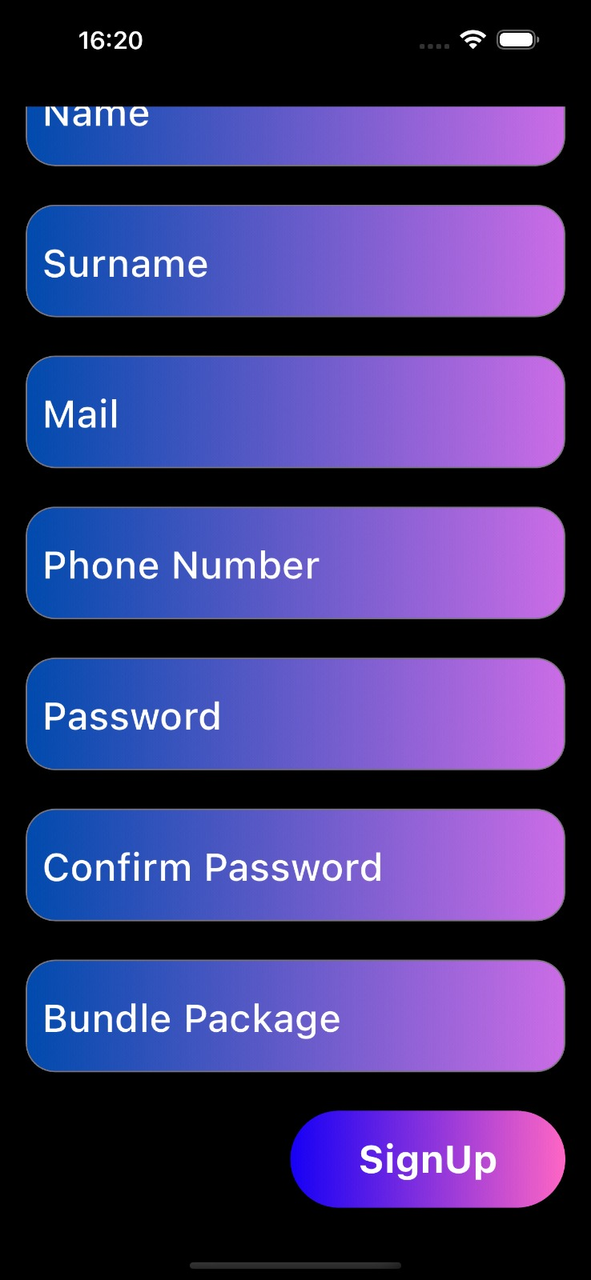 16:20
Name
Surname
Mail
Phone Number
Password
Confirm Password
Bundle Package
SignUp